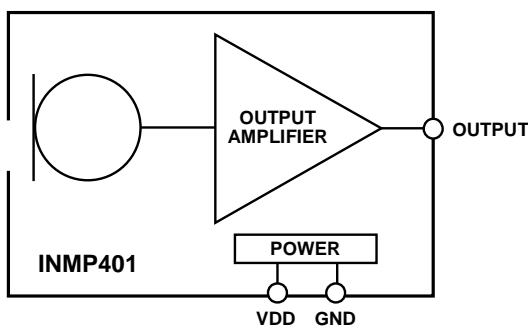 OUTPUT
AMPLIFIER
OUTPUT
POWER
INMP401
VDD GND